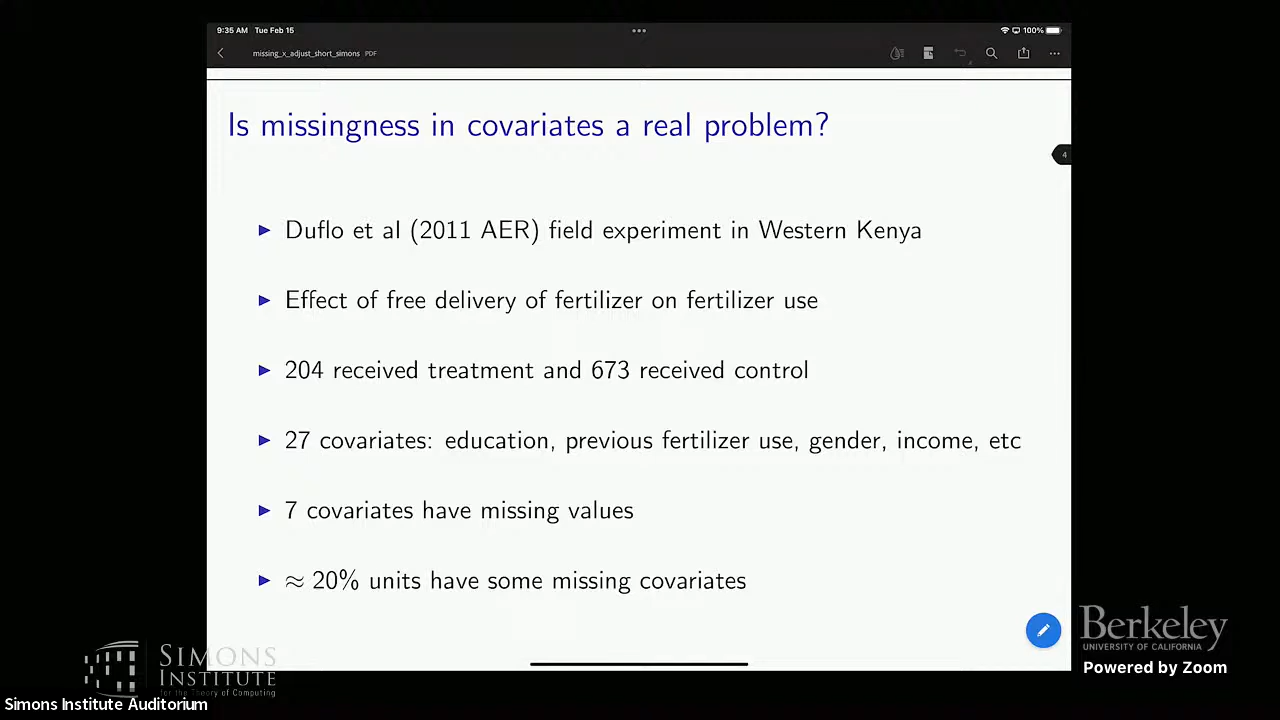 9:35 AM Tue Feb 15
100%
missing_x_adjust_short_simons PDF
Is missingness in covariates a real problem?
4
▶ Duflo et al (2011 AER) field experiment in Western Kenya
▶ Effect of free delivery of fertilizer on fertilizer use
▶ 204 received treatment and 673 received control
▶ 27 covariates: education, previous fertilizer use, gender, income, etc
▶ 7 covariates have missing values
▶ ≈ 20% units have some missing covariates
Berkeley
UNIVERSITY OF CALIFORNIA
Powered by Zoom
SIMONS
INSTITUTE
for the Theory of Computing
Simons Institute Auditorium